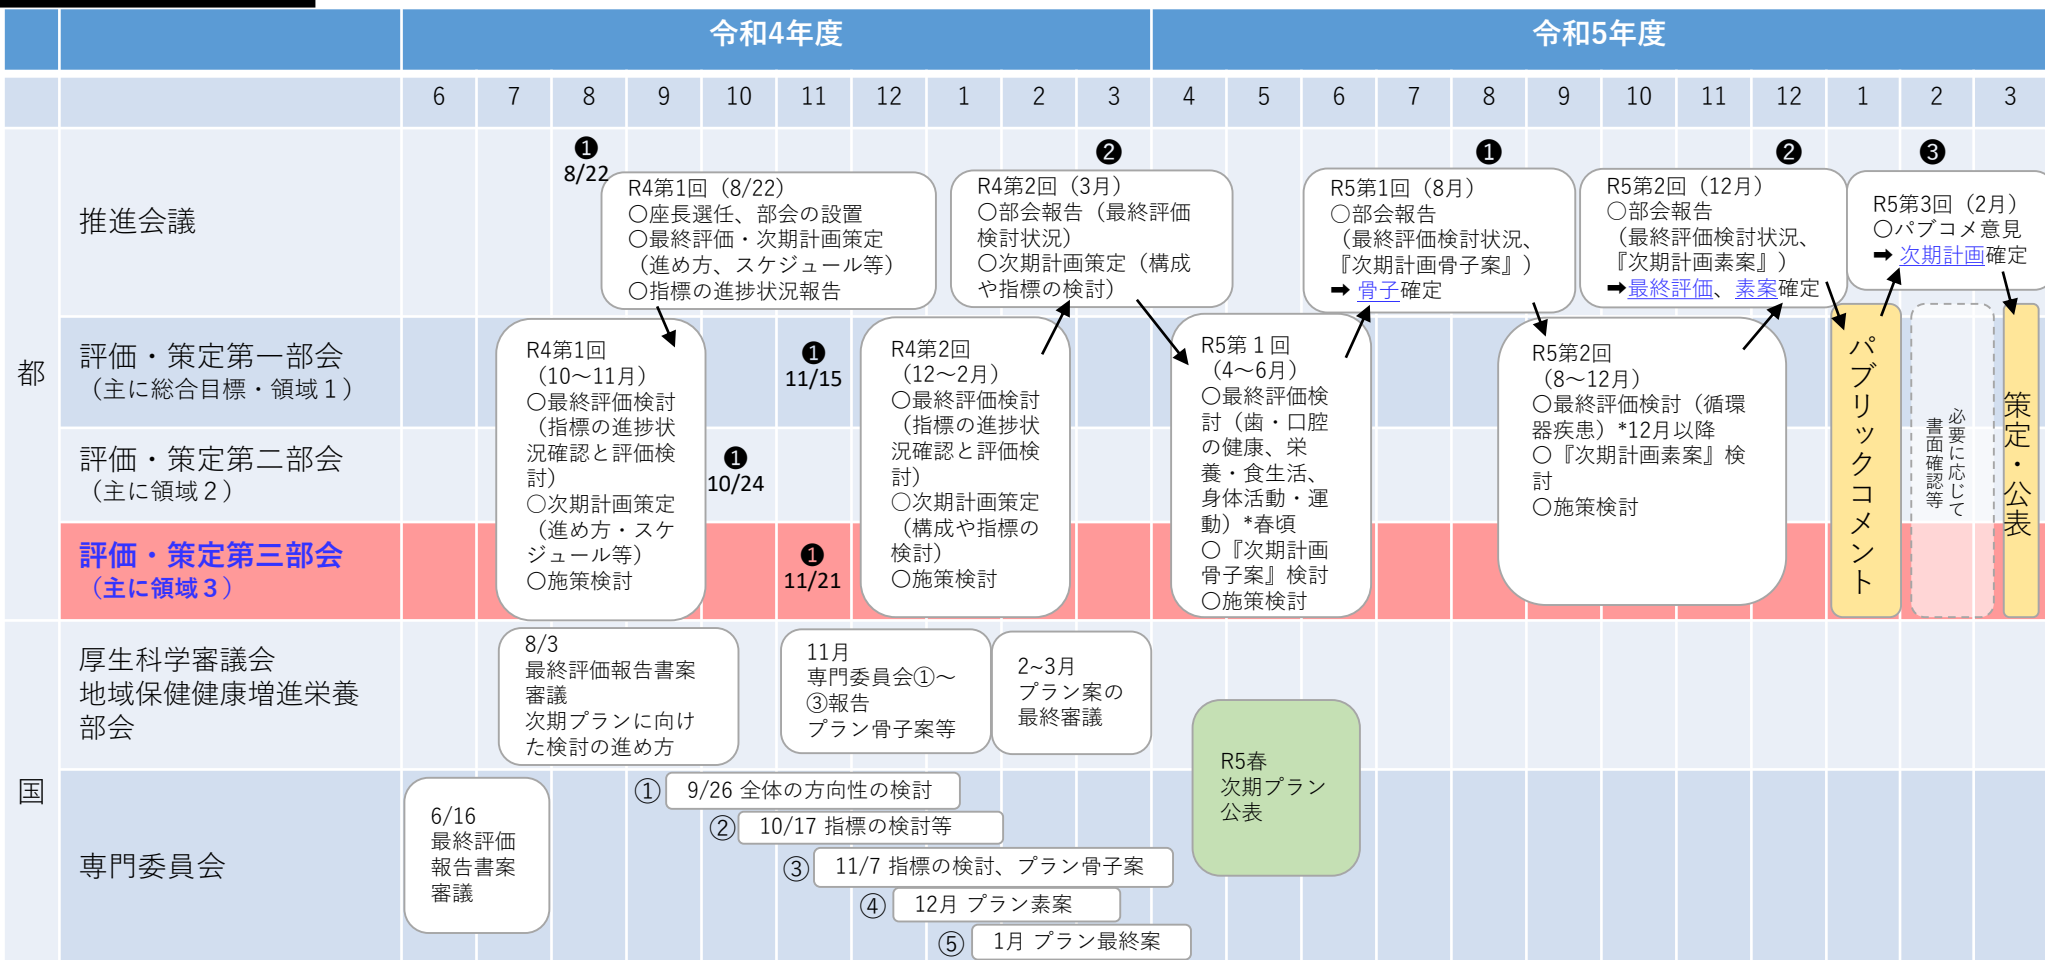 令和4年度
令和5年度
6 7 8 9 10 11 12 1 2 3 4 5 6 7 8 9 10 11 12 1 2 3
都
推進会議
❶
8/22
R4第1回（8/22）
〇座長選任、部会の設置
〇最終評価・次期計画策定
（進め方、スケジュール等）
〇指標の進捗状況報告
❷
R4第2回（3月）
〇部会報告（最終評価
検討状況）
〇次期計画策定（構成
や指標の検討）
❶
R5第1回（8月）
〇部会報告
（最終評価検討状況、
『次期計画骨子案』）
➡ 骨子確定
❷
R5第2回（12月）
〇部会報告
（最終評価検討状況、
『次期計画素案』）
➡最終評価、素案確定
❸
R5第3回（2月）
〇パブコメ意見
➡ 次期計画確定
評価・策定第一部会
（主に総合目標・領域１）
❶
11/15
評価・策定第二部会
（主に領域２）
❶
10/24
評価・策定第三部会
（主に領域３）
❶
11/21
R4第1回
（10～11月）
〇最終評価検討
（指標の進捗状
況確認と評価検
討）
〇次期計画策定
（進め方・スケ
ジュール等）
〇施策検討
R4第2回
（12～2月）
〇最終評価検討
（指標の進捗状
況確認と評価検
討）
〇次期計画策定
（構成や指標の
検討）
〇施策検討
R5第１回
（4～6月）
〇最終評価検
討（歯・口腔
の健康、栄
養・食生活、
身体活動・運
動）*春頃
〇『次期計画
骨子案』検討
〇施策検討
R5第2回
（8～12月）
〇最終評価検討（循環
器疾患）*12月以降
〇『次期計画素案』検
討
〇施策検討
パブリックコメント
必要に応じて
書面確認等
策定・公表
国
厚生科学審議会
地域保健健康増進栄養
部会
8/3
最終評価報告書案
審議
次期プランに向け
た検討の進め方
11月
専門委員会①～
③報告
プラン骨子案等
2~3月
プラン案の
最終審議
R5春
次期プラン
公表
専門委員会
6/16
最終評価
報告書案
審議
① 9/26 全体の方向性の検討
② 10/17 指標の検討等
③ 11/7 指標の検討、プラン骨子案
④ 12月 プラン素案
⑤ 1月 プラン最終案